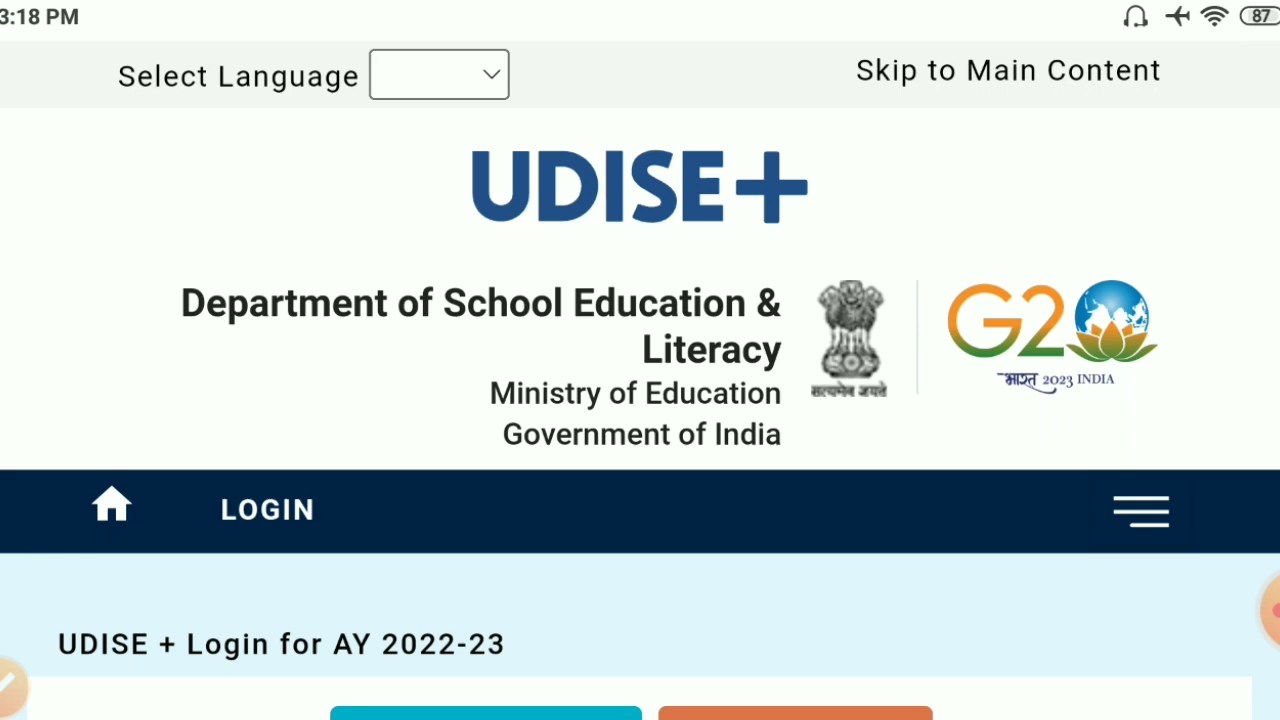 3:18 PM
87
Select Language
Skip to Main Content
UDISE+
Department of School Education &
Literacy
Ministry of Education
Government of India
सत्यमेव जयते
G20
भारत 2023 INDIA
LOGIN
UDISE + Login for AY 2022-23